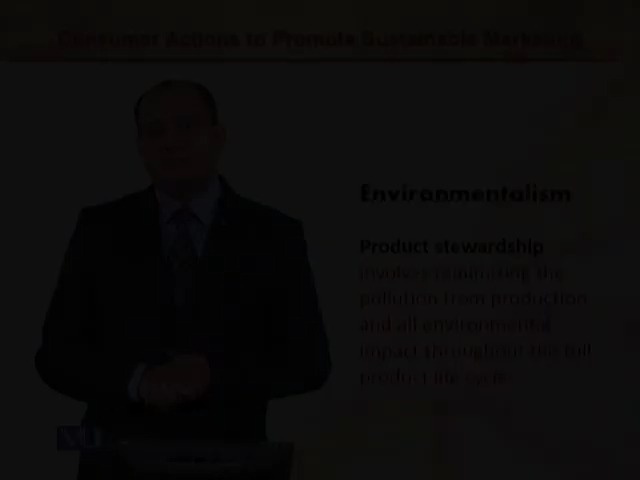 Consumer Actions to Promote Sustainable Marketing
Environmentalism
Product stewardship
involves minimizing the
pollution from production
and all environmental
impact throughout the full
product life cycle